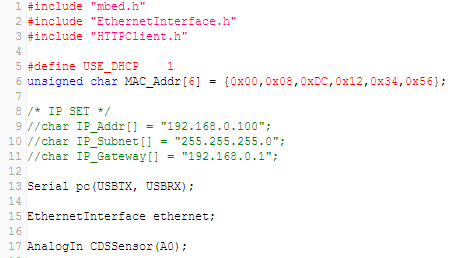 1 #include "mbed.h"
2 #include "EthernetInterface.h"
3 #include "HTTPClient.h"
4
5 #define USE_DHCP    1
6 unsigned char MAC_Addr[6] = {0x00,0x08,0xDC,0x12,0x34,0x56};
7
8 /* IP SET */
9 //char IP_Addr[] = "192.168.0.100";
10 //char IP_Subnet[] = "255.255.255.0";
11 //char IP_Gateway[] = "192.168.0.1";
12
13 Serial pc(USBTX, USBRX);
14
15 EthernetInterface ethernet;
16
17 AnalogIn CDSSensor(A0);